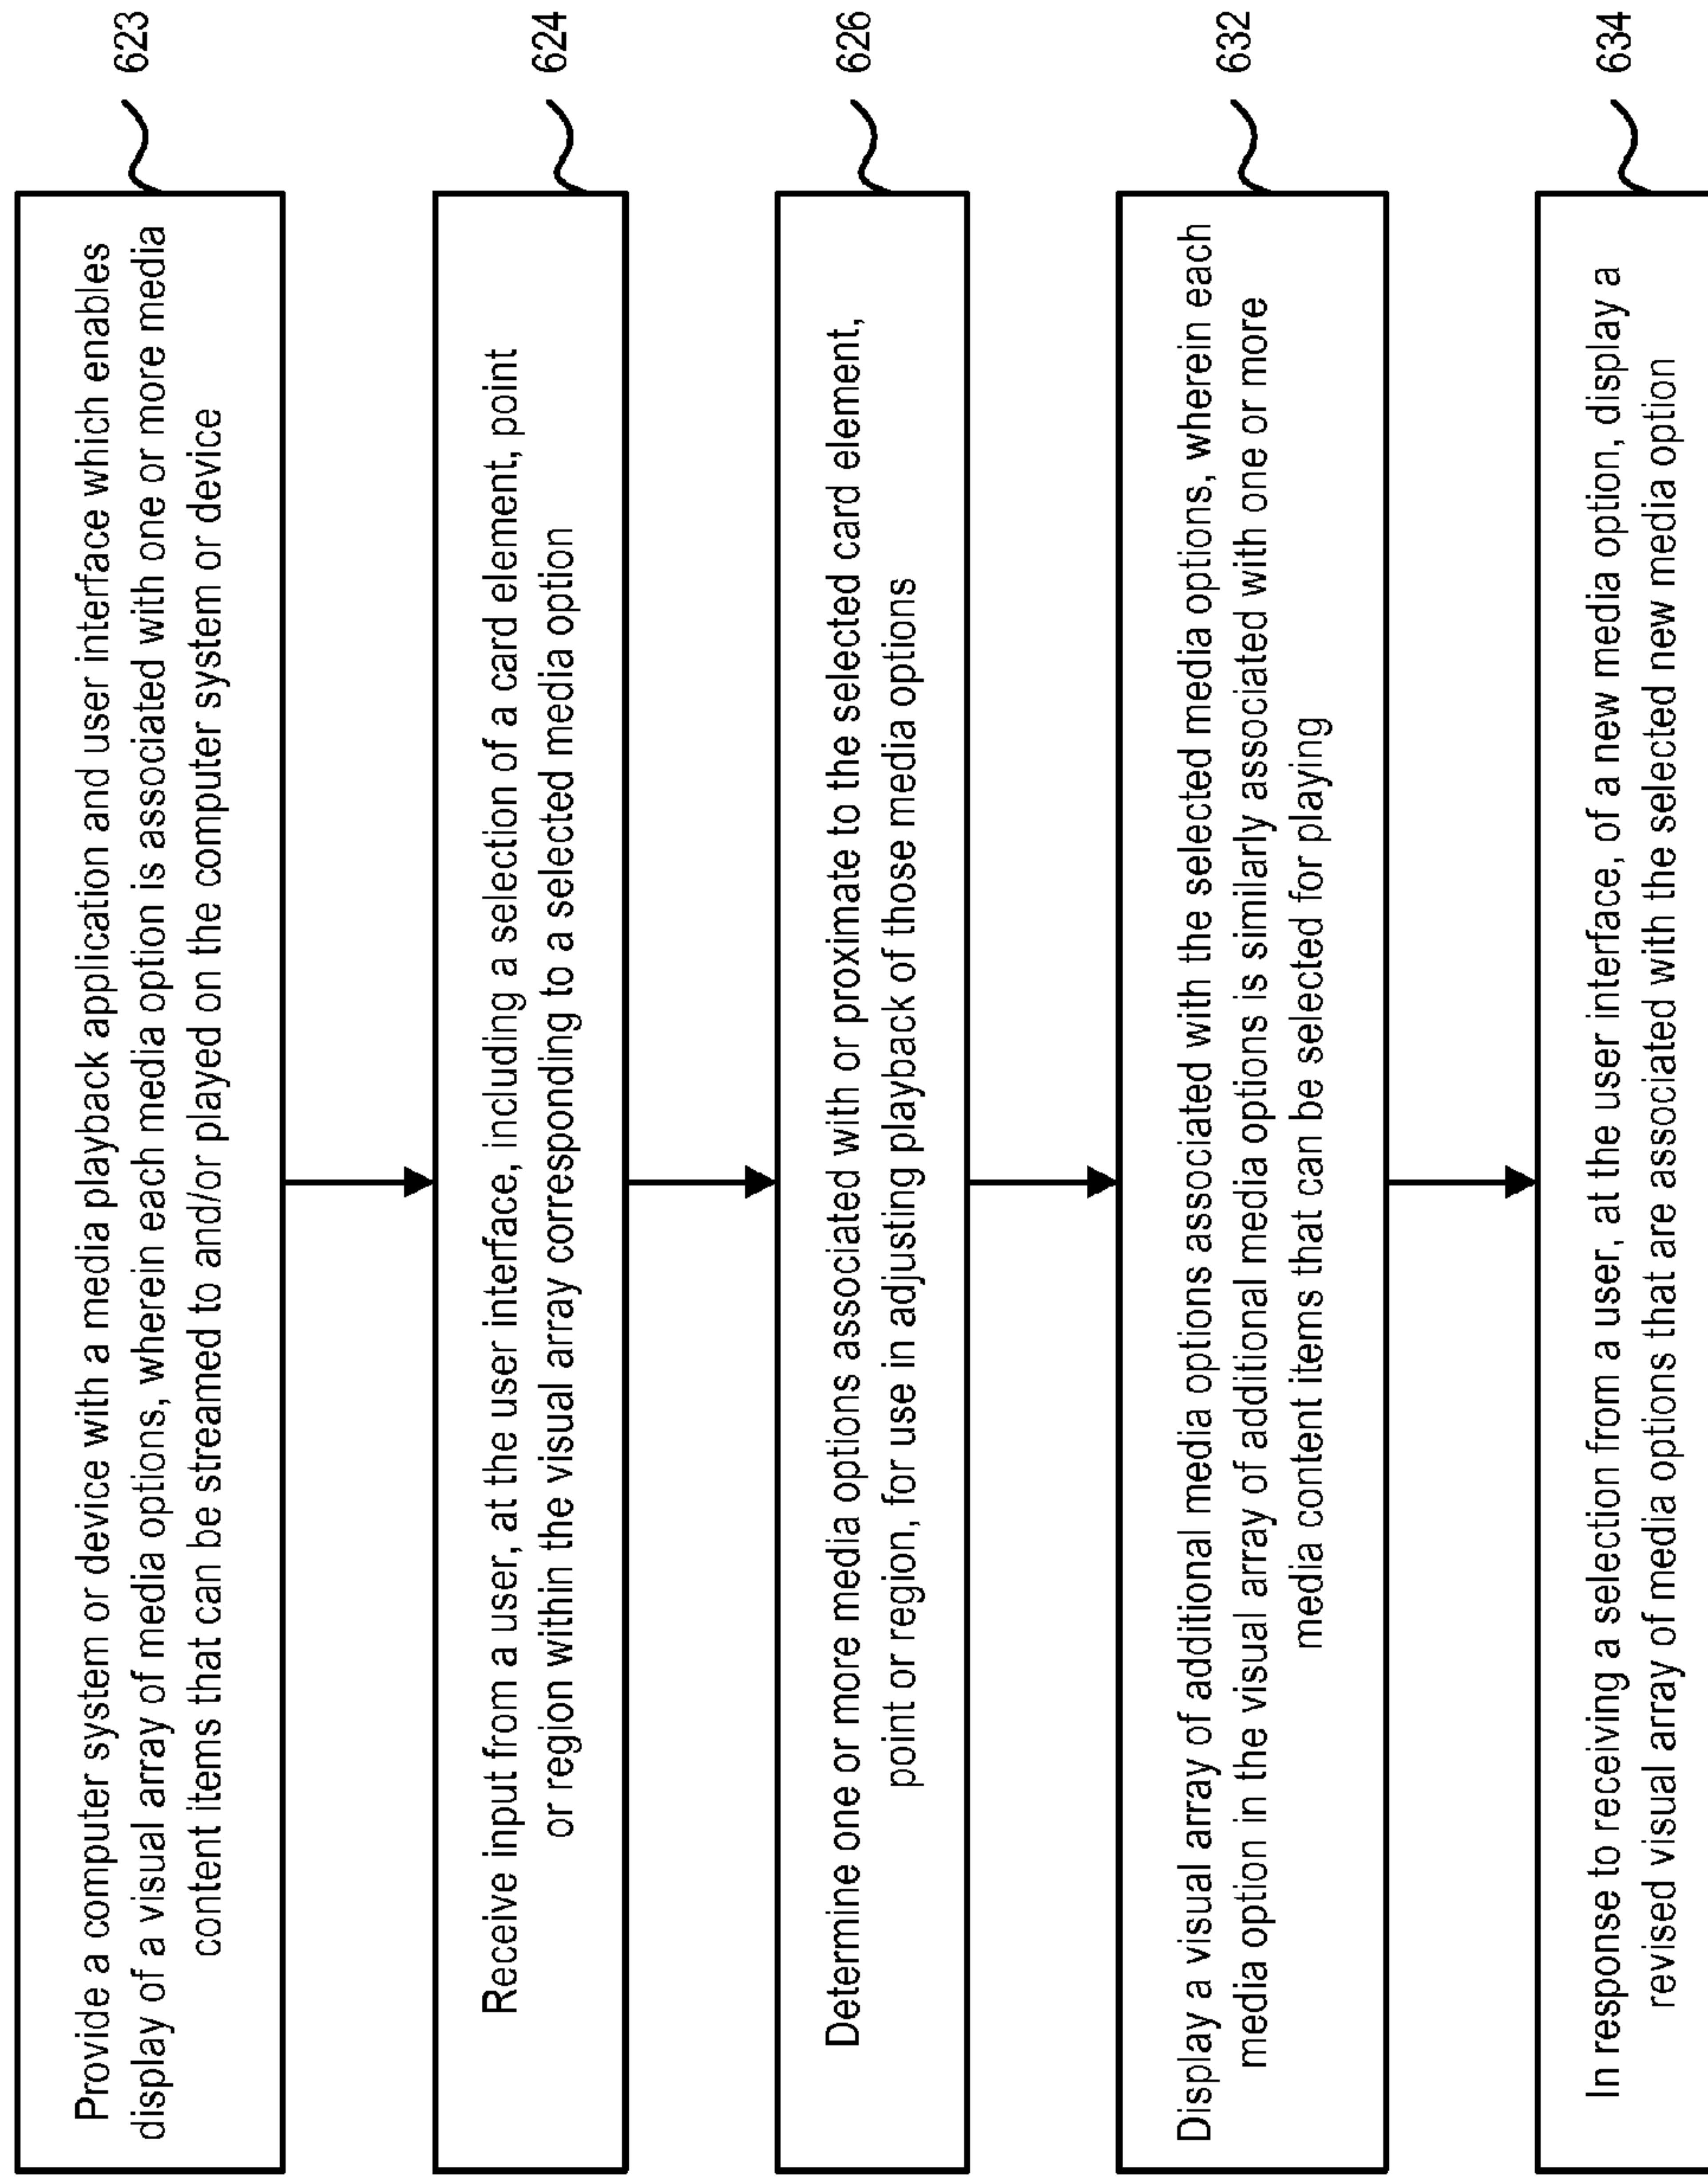 Provide a computer system or device with a media playback application and user interface which enables
display of a visual array of media options, wherein each media option is associated with one or more media
content items that can be streamed to and/or played on the computer system or device
623
Receive input from a user, at the user interface, including a selection of a card element, point
or region within the visual array corresponding to a selected media option
624
Determine one or more media options associated with or proximate to the selected card element,
point or region, for use in adjusting playback of those media options
626
Display a visual array of additional media options associated with the selected media options, wherein each
media option in the visual array of additional media options is similarly associated with one or more
media content items that can be selected for playing
632
In response to receiving a selection from a user, at the user interface, of a new media option, display a
revised visual array of media options that are associated with the selected new media option
634